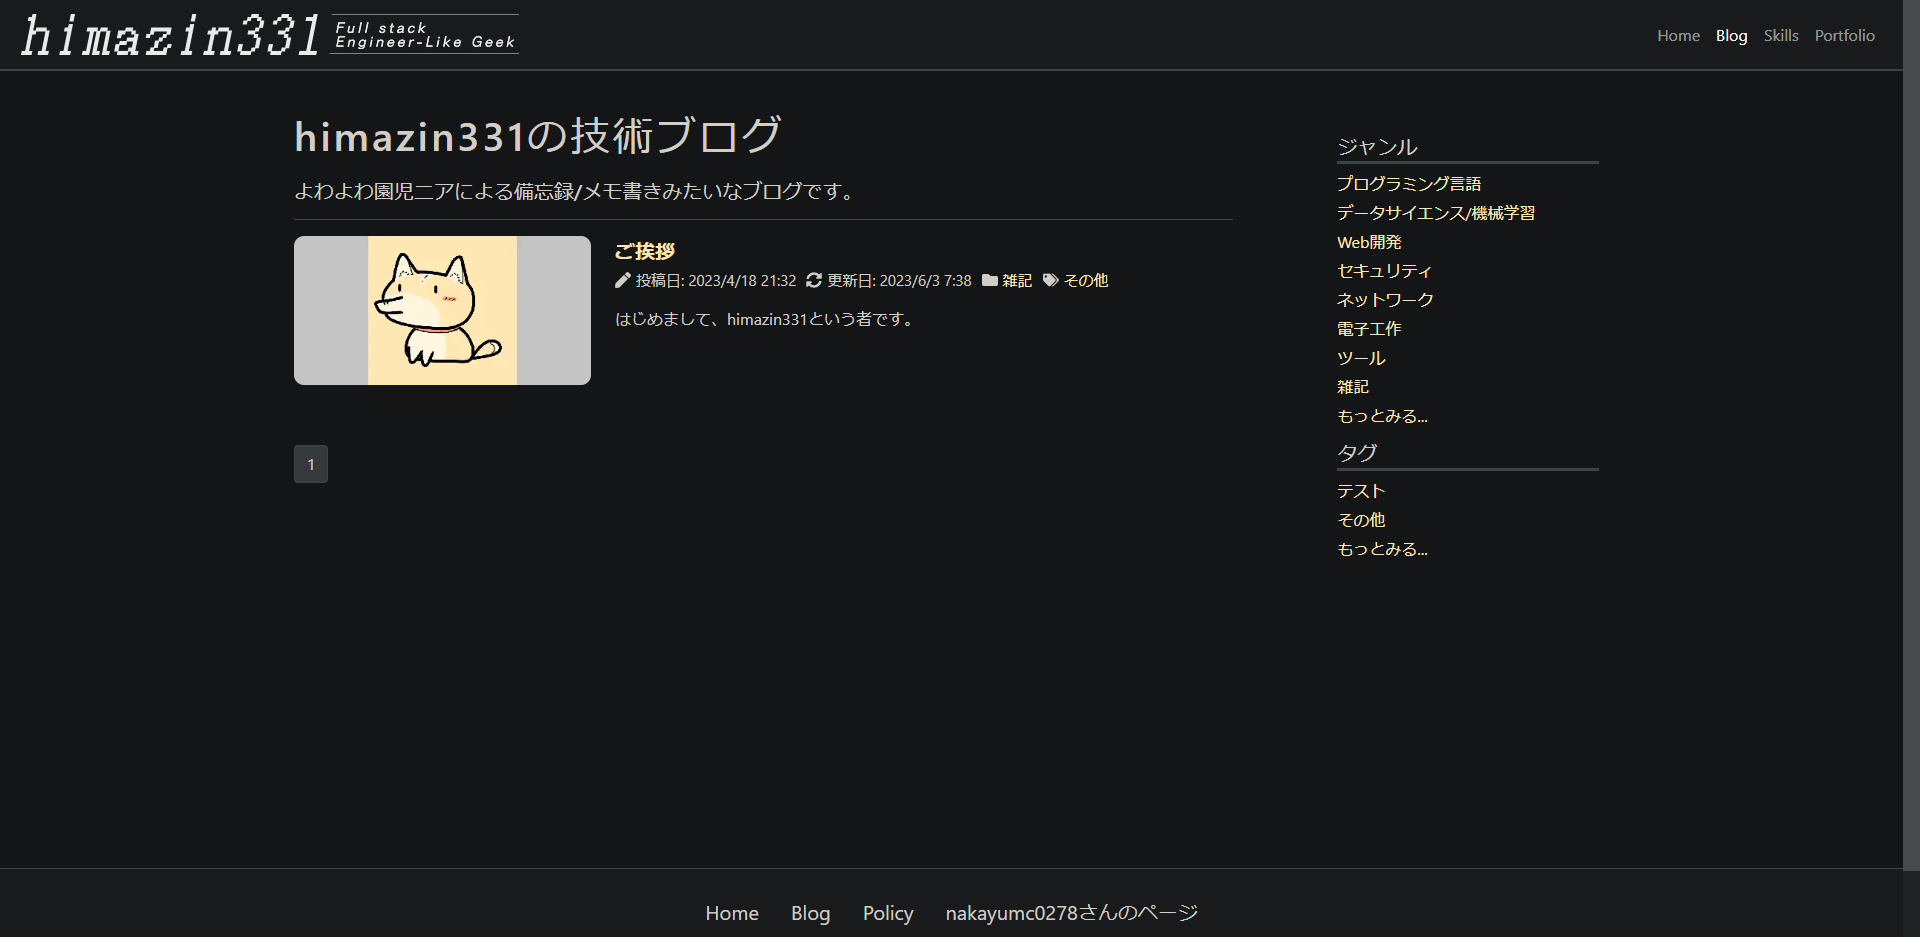 himazin331
Full stack
Engineer-Like Geek
Home Blog Skills Portfolio
himazin331の技術ブログ
よわよわ園児ニアによる備忘録/メモ書きみたいなブログです。
ご挨拶
投稿日: 2023/4/18 21:32 更新日: 2023/6/3 7:38 雑記 その他
はじめまして、himazin331という者です。
1
ジャンル
プログラミング言語
データサイエンス/機械学習
Web開発
セキュリティ
ネットワーク
電子工作
ツール
雑記
もっとみる...
タグ
テスト
その他
もっとみる...
Home Blog Policy nakayumc0278さんのページ